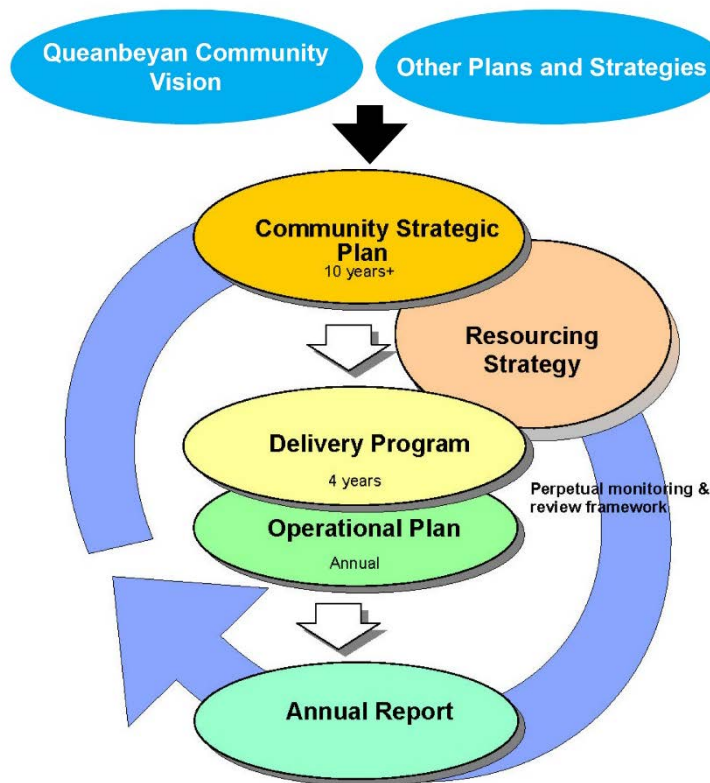 Queanbeyan Community
Vision
Other Plans and Strategies
Community Strategic
Plan
10 years+
Resourcing
Strategy
Delivery Program
4 years
Perpetual monitoring &
review framework
Operational Plan
Annual
Annual Report